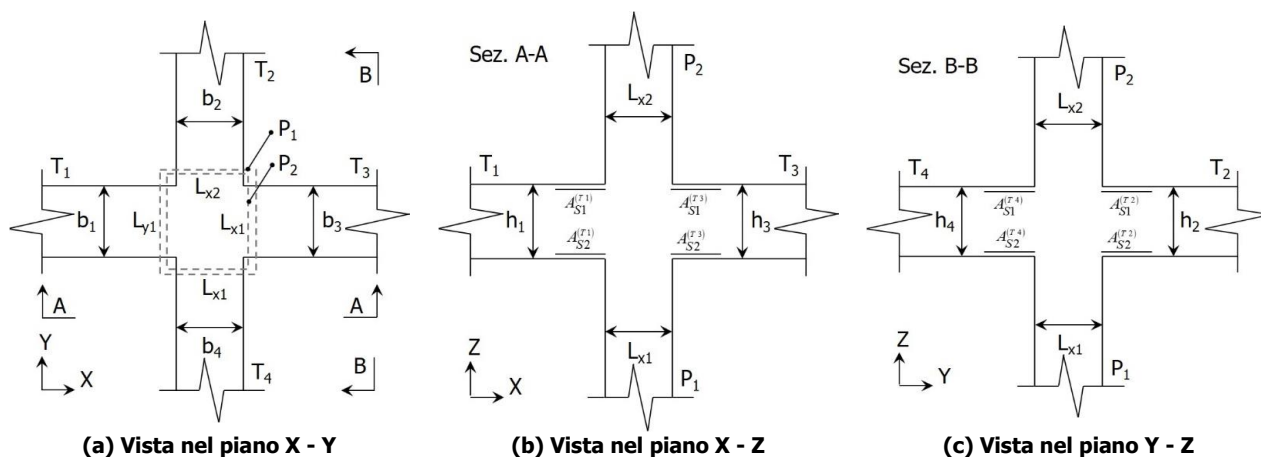 T₂
B
b₂
P₁
P₂
T₁
T₃
Lₓ₂
b₁
L_y1
Lₓ₁
b₃
Lₓ₁
A
A
b₄
Y
B
T₄
X
(a) Vista nel piano X - Y
Sez. A-A
P₂
Lₓ₂
T₁
T₃
A_S1^(T1)
A_S1^(T3)
h₁
h₃
A_S2^(T1)
A_S2^(T3)
Lₓ₁
Z
P₁
X
(b) Vista nel piano X - Z
Sez. B-B
P₂
Lₓ₂
T₄
T₂
A_S1^(T4)
A_S1^(T2)
h₄
h₂
A_S2^(T4)
A_S2^(T2)
Lₓ₁
Z
P₁
Y
(c) Vista nel piano Y - Z